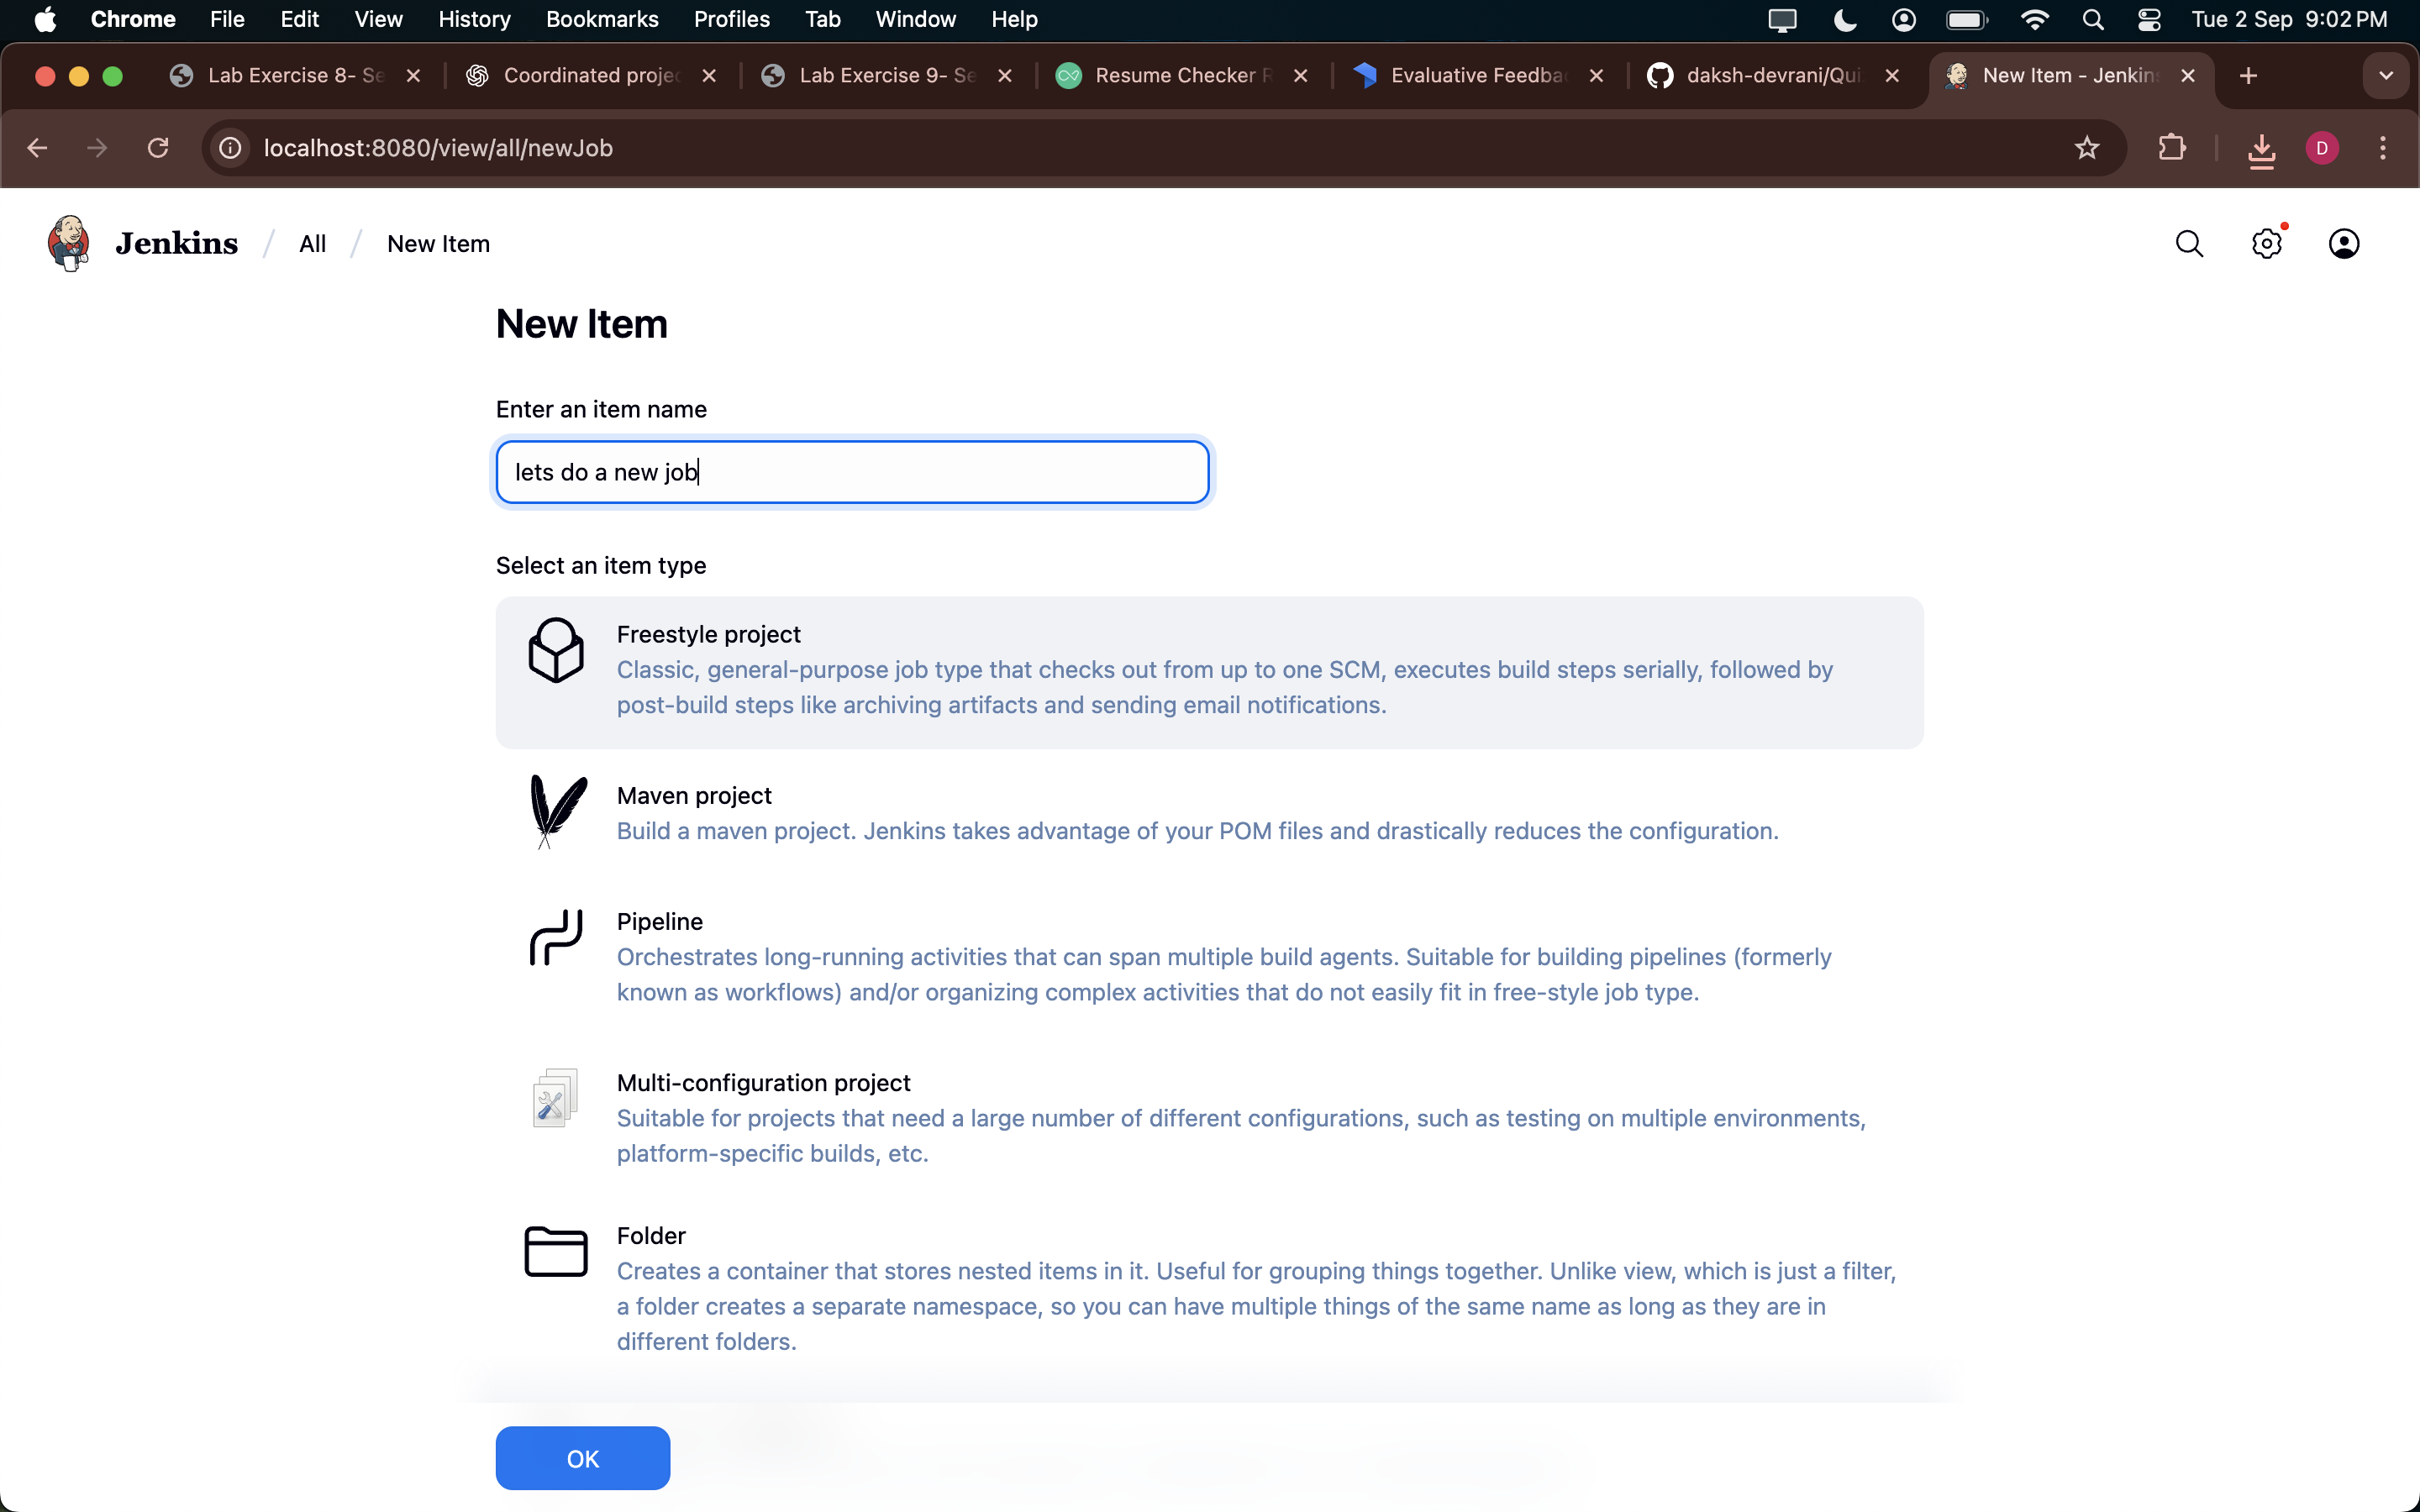 Chrome File Edit View History Bookmarks Profiles Tab Window Help Tue 2 Sep 9:02 PM
Lab Exercise 8- Se Coordinated projec Lab Exercise 9- Se Resume Checker R Evaluative Feedba daksh-devrani/Qui New Item - Jenkins
localhost:8080/view/all/newJob D
Jenkins / All / New Item
New Item
Enter an item name
lets do a new job
Select an item type
Freestyle project
Classic, general-purpose job type that checks out from up to one SCM, executes build steps serially, followed by
post-build steps like archiving artifacts and sending email notifications.
Maven project
Build a maven project. Jenkins takes advantage of your POM files and drastically reduces the configuration.
Pipeline
Orchestrates long-running activities that can span multiple build agents. Suitable for building pipelines (formerly
known as workflows) and/or organizing complex activities that do not easily fit in free-style job type.
Multi-configuration project
Suitable for projects that need a large number of different configurations, such as testing on multiple environments,
platform-specific builds, etc.
Folder
Creates a container that stores nested items in it. Useful for grouping things together. Unlike view, which is just a filter,
a folder creates a separate namespace, so you can have multiple things of the same name as long as they are in
different folders.
OK